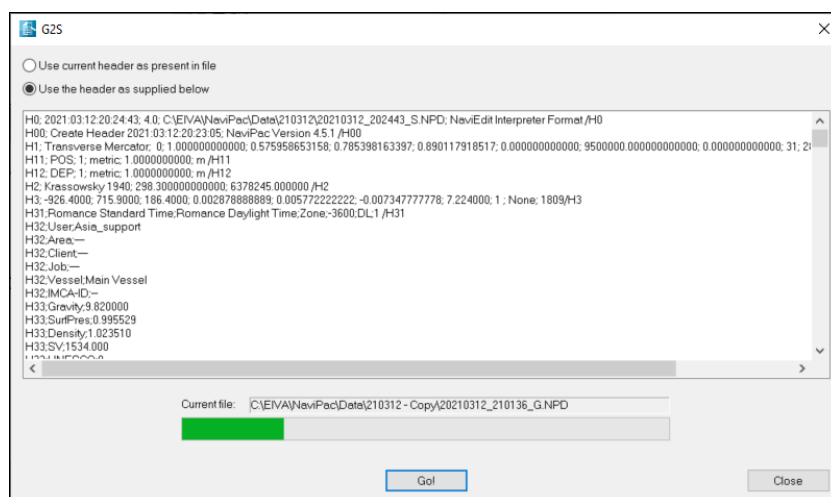 G2S
Use current header as present in file
Use the header as supplied below
H0; 2021:03:12:20:24:43; 4.0; C:\EIVA\NaviPac\Data\210312\20210312_202443_S.NPD; NaviEdit Interpreter Format /H0
H00; Create Header 2021:03:12:20:23:05; NaviPac Version 4.5.1 /H00
H1; Transverse Mercator;  0; 1.000000000000; 0.575958653158; 0.785398163397; 0.890117918517; 0.000000000000; 9500000.000000000000; 0.000000000000; 31;
H11; POS; 1; metric; 1.0000000000; m /H11
H12; DEP; 1; metric; 1.0000000000; m /H12
H2; Krassowsky 1940; 298.300000000000; 6378245.000000 /H2
H3; -926.4000; 715.9000; 186.4000; 0.002878888889; 0.005772222222; -0.007347777778; 7.224000; 1 ; None; 1809/H3
H31;Romance Standard Time;Romance Daylight Time;Zone;-3600;DL;1 /H31
H32;User;Asia_support
H32;Area;---
H32;Client;---
H32;Job;---
H32;Vessel;Main Vessel
H32;IMCA-ID;--
H33;Gravity;9.820000
H33;SurfPres;0.995529
H33;Density;1.023510
H33;SV;1534.000
H33;UNESCO;0
Current file: C:\EIVA\NaviPac\Data\210312 - Copy\20210312_210136_G.NPD
Go!
Close